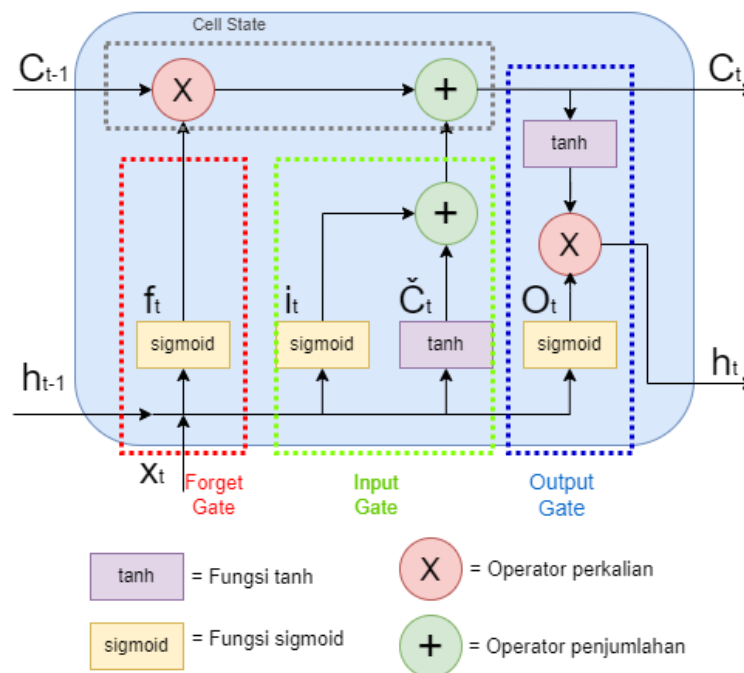 Cell State
Ct-1
X
+
Ct
tanh
+
X
ft
it
Čt
Ot
sigmoid
sigmoid
tanh
sigmoid
ht-1
ht
xt
Forget
Gate
Input
Gate
Output
Gate
tanh
= Fungsi tanh
X
= Operator perkalian
sigmoid
= Fungsi sigmoid
+
= Operator penjumlahan